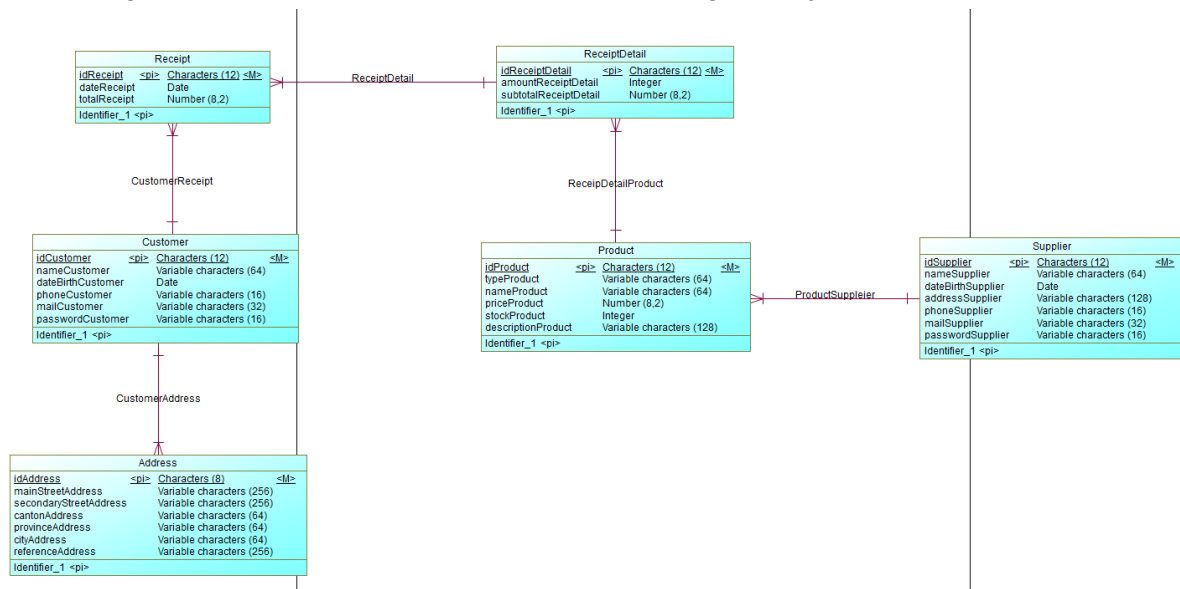 Receipt
idReceipt <pi> Characters (12) <M>
dateReceipt Date
totalReceipt Number (8,2)
Identifier_1 <pi>
ReceiptDetail
ReceiptDetail
idReceiptDetail <pi> Characters (12) <M>
amountReceiptDetail Integer
subtotalReceiptDetail Number (8,2)
Identifier_1 <pi>
CustomerReceipt
ReceipDetailProduct
Customer
idCustomer <pi> Characters (12) <M>
nameCustomer Variable characters (64)
dateBirthCustomer Date
phoneCustomer Variable characters (16)
mailCustomer Variable characters (32)
passwordCustomer Variable characters (16)
Identifier_1 <pi>
Product
idProduct <pi> Characters (12) <M>
typeProduct Variable characters (64)
nameProduct Variable characters (64)
priceProduct Number (8,2)
stockProduct Integer
descriptionProduct Variable characters (128)
Identifier_1 <pi>
ProductSuppleier
Supplier
idSupplier <pi> Characters (12) <M>
nameSupplier Variable characters (64)
dateBirthSupplier Date
addressSupplier Variable characters (128)
phoneSupplier Variable characters (16)
mailSupplier Variable characters (32)
passwordSupplier Variable characters (16)
Identifier_1 <pi>
CustomerAddress
Address
idAddress <pi> Characters (8) <M>
mainStreetAddress Variable characters (256)
secondaryStreetAddress Variable characters (256)
cantonAddress Variable characters (64)
provinceAddress Variable characters (64)
cityAddress Variable characters (64)
referenceAddress Variable characters (256)
Identifier_1 <pi>